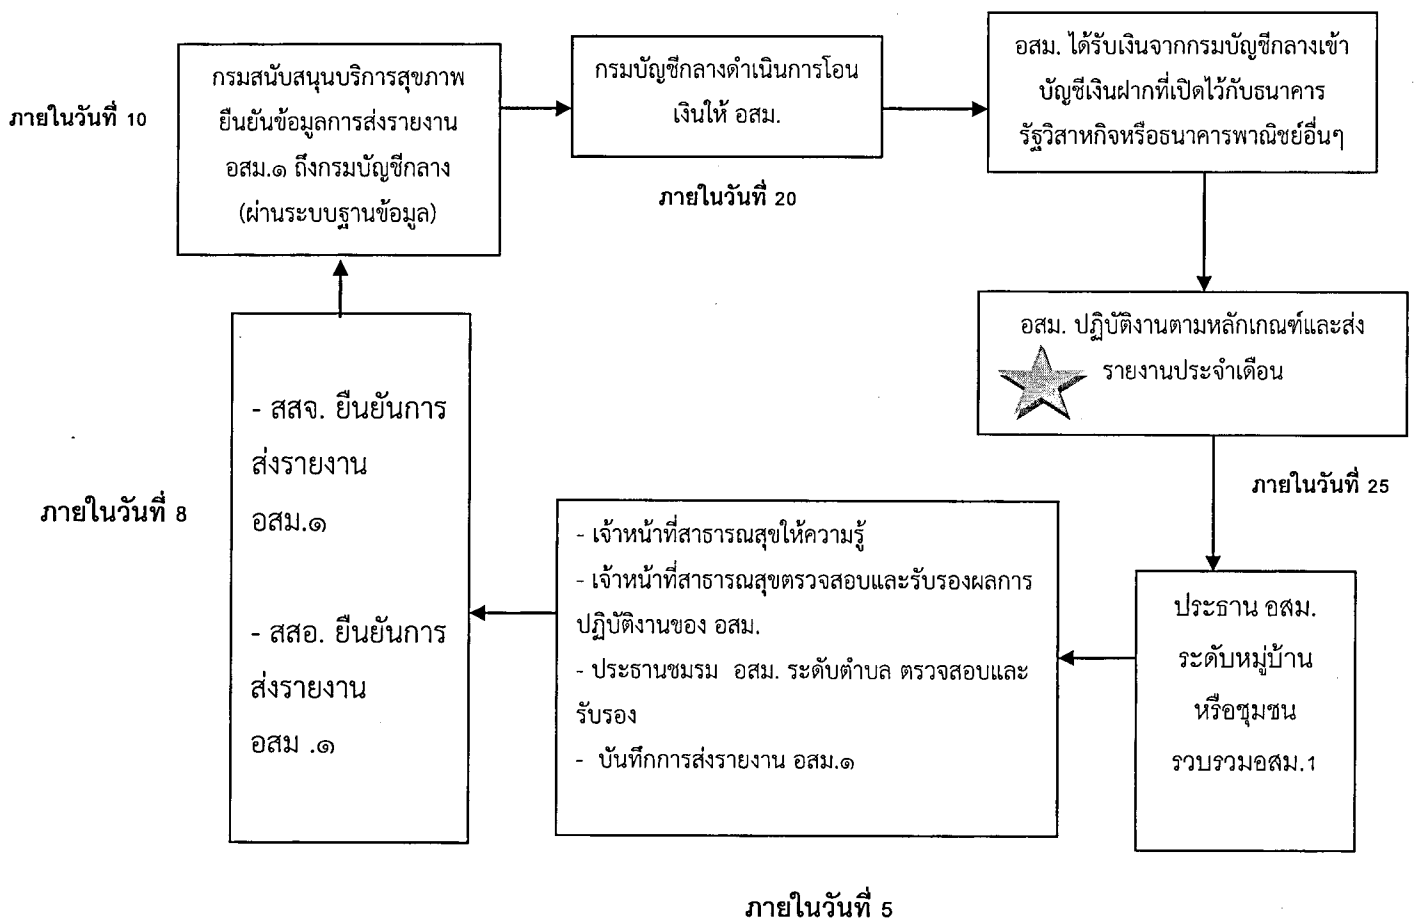 ภายในวันที่ 10
กรมสนับสนุนบริการสุขภาพ
ยืนยันข้อมูลการส่งรายงาน
อสม.๑ ถึงกรมบัญชีกลาง
(ผ่านระบบฐานข้อมูล)
กรมบัญชีกลางดำเนินการโอน
เงินให้ อสม.
ภายในวันที่ 20
อสม. ได้รับเงินจากกรมบัญชีกลางเข้า
บัญชีเงินฝากที่เปิดไว้กับธนาคาร
รัฐวิสาหกิจหรือธนาคารพาณิชย์อื่นๆ
อสม. ปฏิบัติงานตามหลักเกณฑ์และส่ง
รายงานประจำเดือน
ภายในวันที่ 25
ประธาน อสม.
ระดับหมู่บ้าน
หรือชุมชน
รวบรวมอสม.1
- เจ้าหน้าที่สาธารณสุขให้ความรู้
- เจ้าหน้าที่สาธารณสุขตรวจสอบและรับรองผลการ
ปฏิบัติงานของ อสม.
- ประธานชมรม อสม. ระดับตำบล ตรวจสอบและ
รับรอง
- บันทึกการส่งรายงาน อสม.๑
ภายในวันที่ 5
- สสจ. ยืนยันการ
ส่งรายงาน
อสม.๑
- สสอ. ยืนยันการ
ส่งรายงาน
อสม .๑
ภายในวันที่ 8